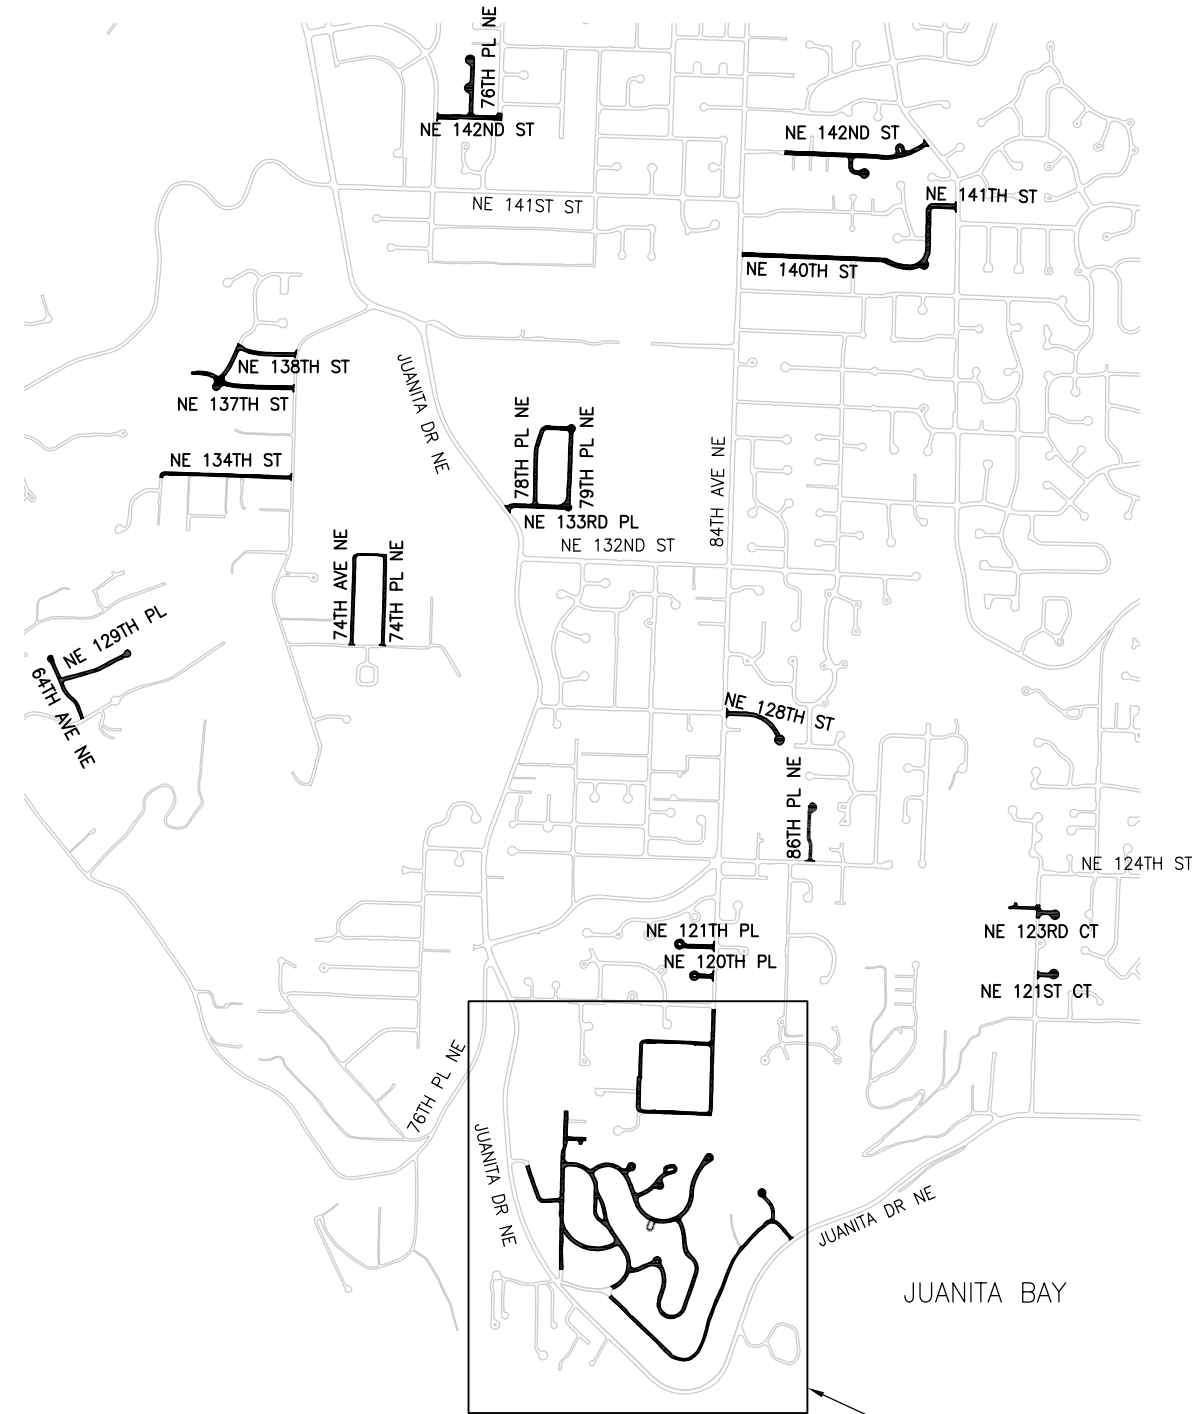 76TH PL NE
NE 142ND ST
NE 142ND ST
NE 141TH ST
NE 141ST ST
NE 140TH ST
NE 138TH ST
NE 137TH ST
JUANITA DR NE
78TH PL NE
79TH PL NE
84TH AVE NE
NE 134TH ST
NE 133RD PL
NE 132ND ST
74TH AVE NE
74TH PL NE
NE 129TH PL
64TH AVE NE
NE 128TH ST
86TH PL NE
NE 124TH ST
NE 121TH PL
NE 123RD CT
NE 120TH PL
NE 121ST CT
76TH PL NE
JUANITA DR NE
JUANITA DR NE
JUANITA BAY